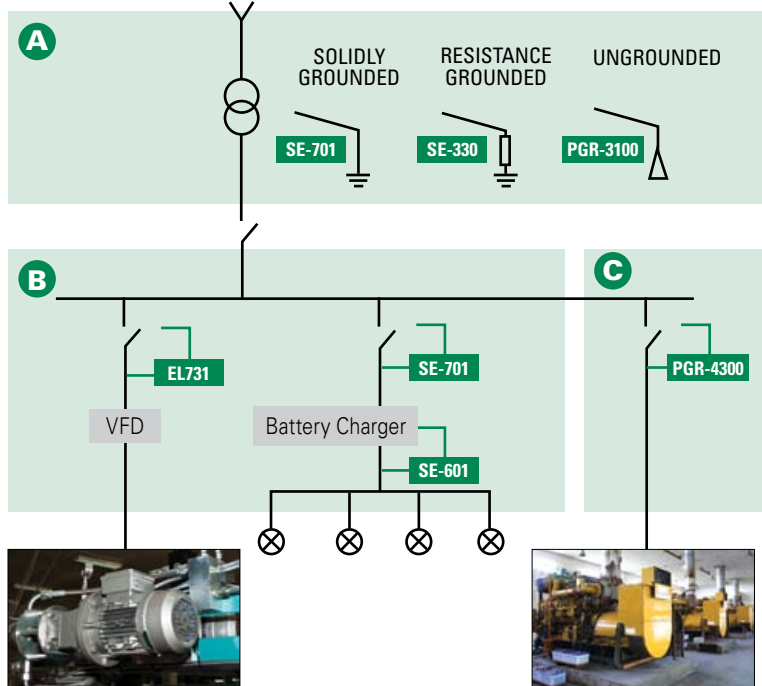 A
SOLIDLY
GROUNDED
RESISTANCE
GROUNDED
UNGROUNDED
SE-701
SE-330
PGR-3100
B
C
EL731
SE-701
PGR-4300
VFD
Battery Charger
SE-601